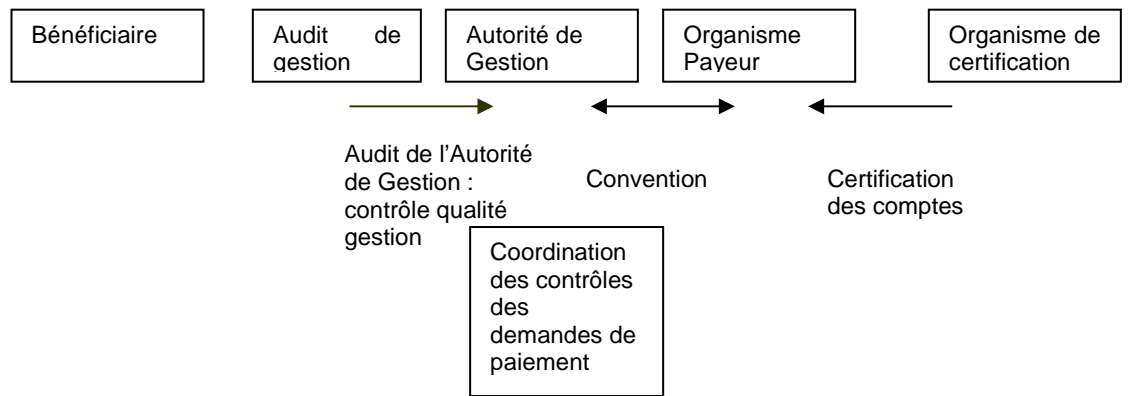 Bénéficiaire
Audit de
gestion
Autorité de
Gestion
Organisme
Payeur
Organisme de
certification
Audit de l'Autorité
de Gestion :
contrôle qualité
gestion
Convention
Certification
des comptes
Coordination
des contrôles
des
demandes de
paiement